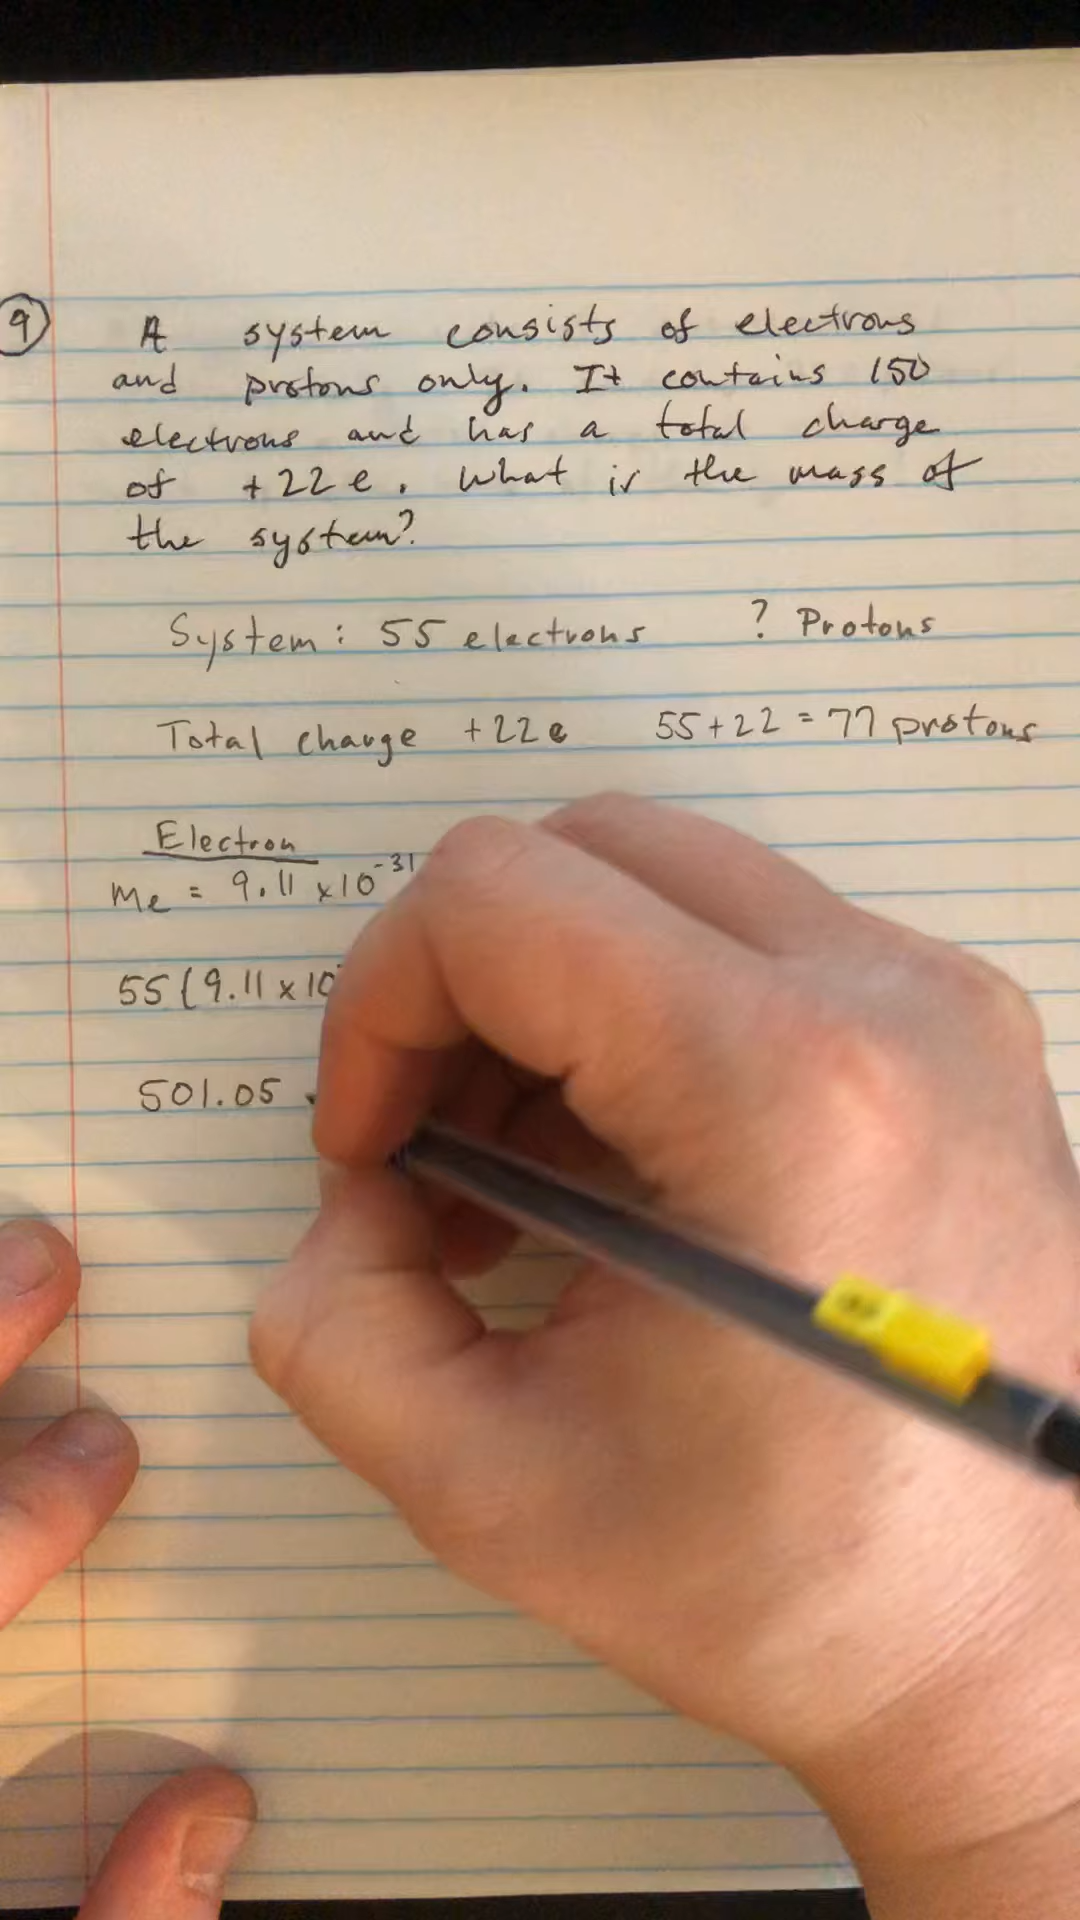 9
A system consists of electrons
and protons only. It contains 150
electrons and has a total charge
of +22e. What is the mass of
the system?
System: 55 electrons ? Protons
Total charge +22e 55+22 = 77 protons
Electron
Me = 9.11 x10⁻³¹
55(9.11 x 10
501.05